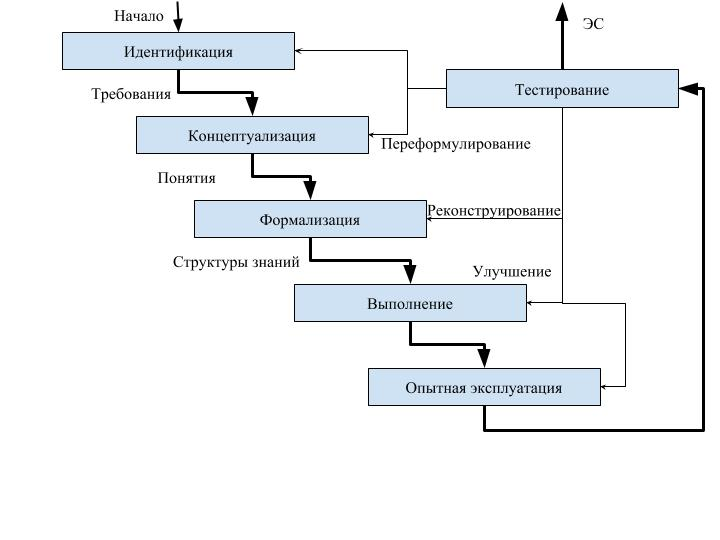 Начало
ЭС
Идентификация
Тестирование
Требования
Концептуализация
Переформулирование
Понятия
Формализация
Реконструирование
Структуры знаний
Улучшение
Выполнение
Опытная эксплуатация